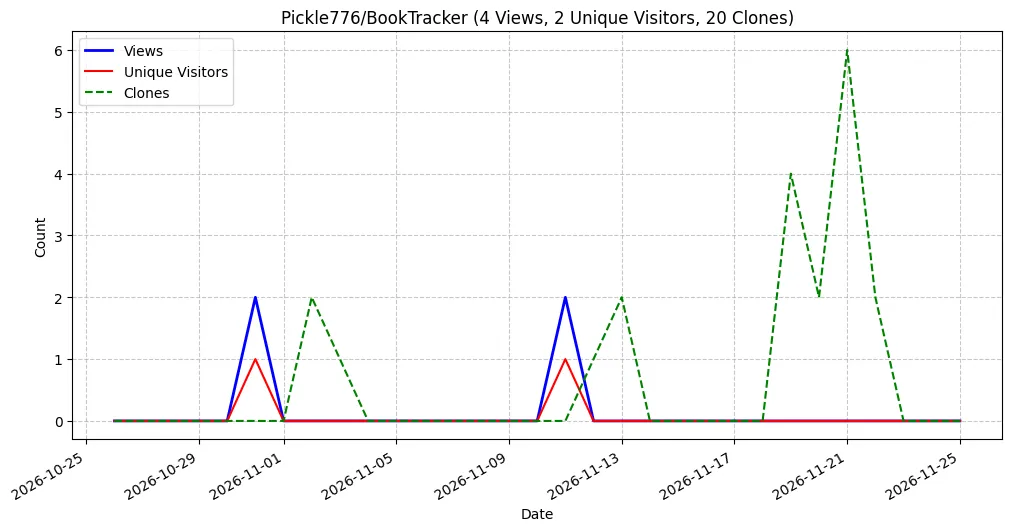 Pickle776/BookTracker (4 Views, 2 Unique Visitors, 20 Clones)
Views
Unique Visitors
Clones
6
5
4
3
2
1
0
Count
2026-10-25
2026-10-29
2026-11-01
2026-11-05
2026-11-09
2026-11-13
2026-11-17
2026-11-21
2026-11-25
Date